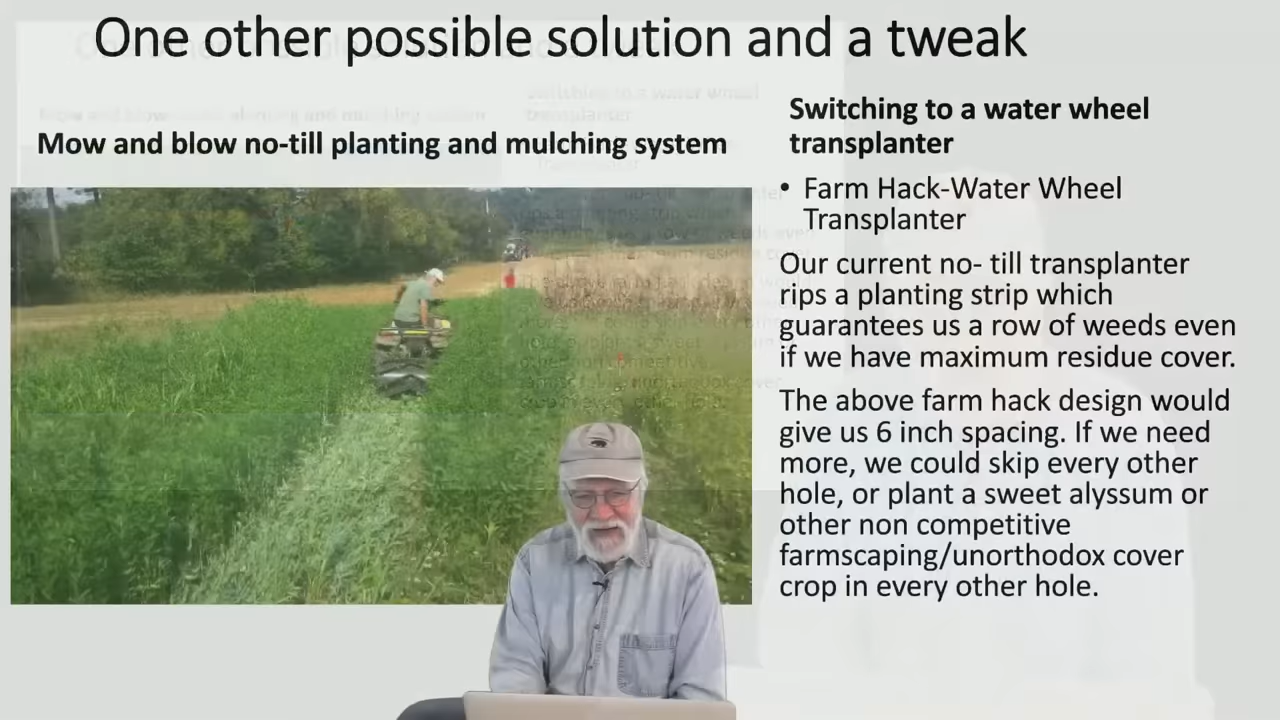 One other possible solution and a tweak
Mow and blow no-till planting and mulching system
Switching to a water wheel
transplanter
• Farm Hack-Water Wheel
Transplanter
Our current no- till transplanter
rips a planting strip which
guarantees us a row of weeds even
if we have maximum residue cover.
The above farm hack design would
give us 6 inch spacing. If we need
more, we could skip every other
hole, or plant a sweet alyssum or
other non competitive
farmscaping/unorthodox cover
crop in every other hole.